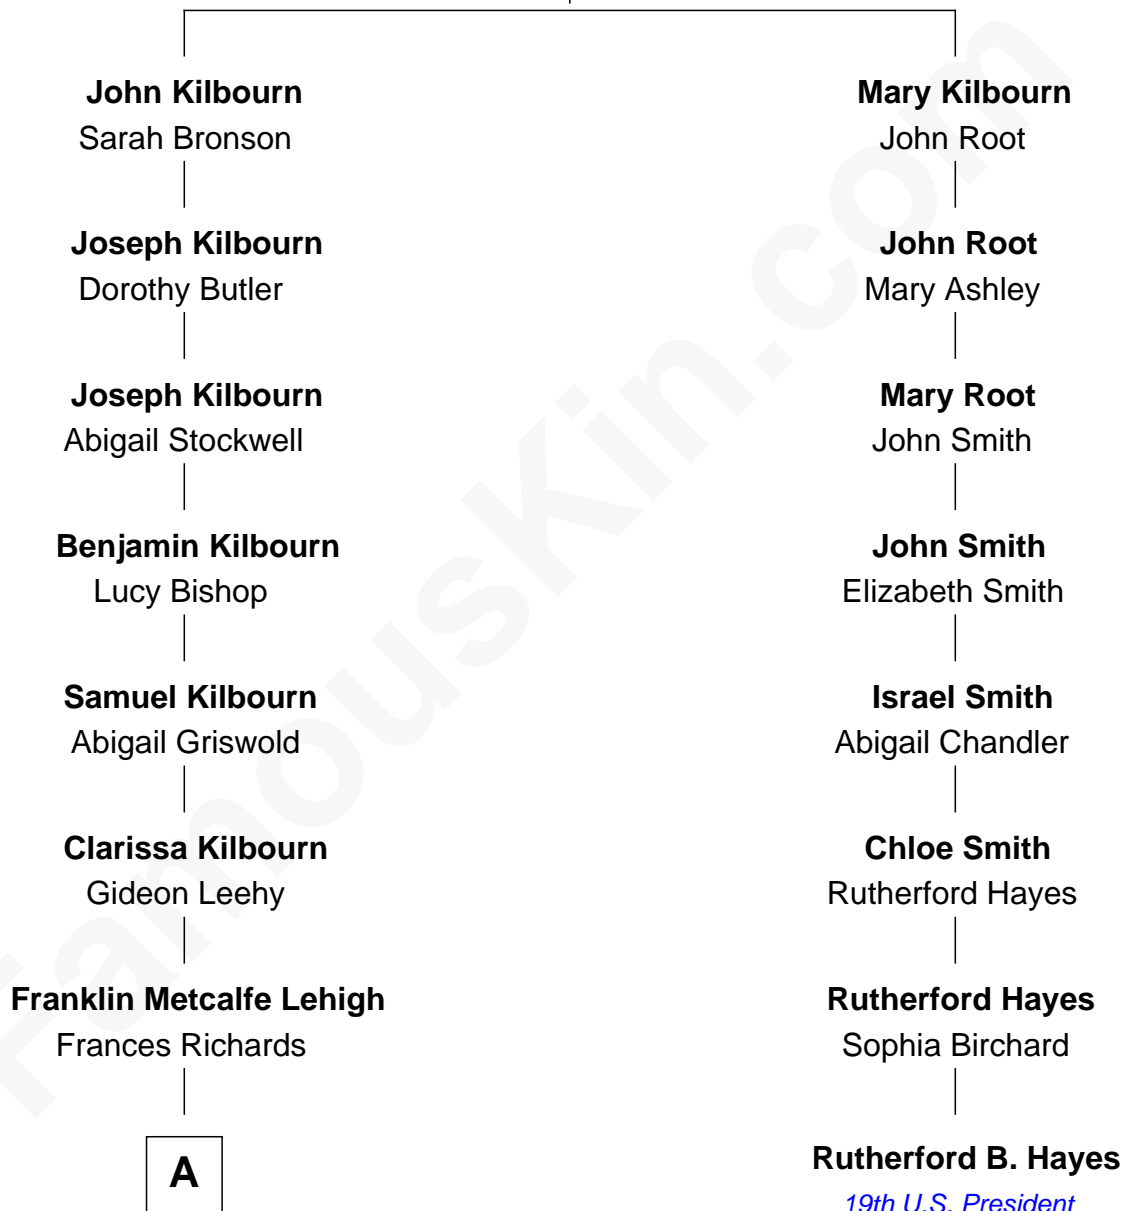 John Kilbourn
Sarah Bronson
Joseph Kilbourn
Dorothy Butler
Joseph Kilbourn
Abigail Stockwell
Benjamin Kilbourn
Lucy Bishop
Samuel Kilbourn
Abigail Griswold
Clarissa Kilbourn
Gideon Leehy
Franklin Metcalfe Lehigh
Frances Richards
A
Mary Kilbourn
John Root
John Root
Mary Ashley
Mary Root
John Smith
John Smith
Elizabeth Smith
Israel Smith
Abigail Chandler
Chloe Smith
Rutherford Hayes
Rutherford Hayes
Sophia Birchard
Rutherford B. Hayes
19th U.S. President
FamousKin.com